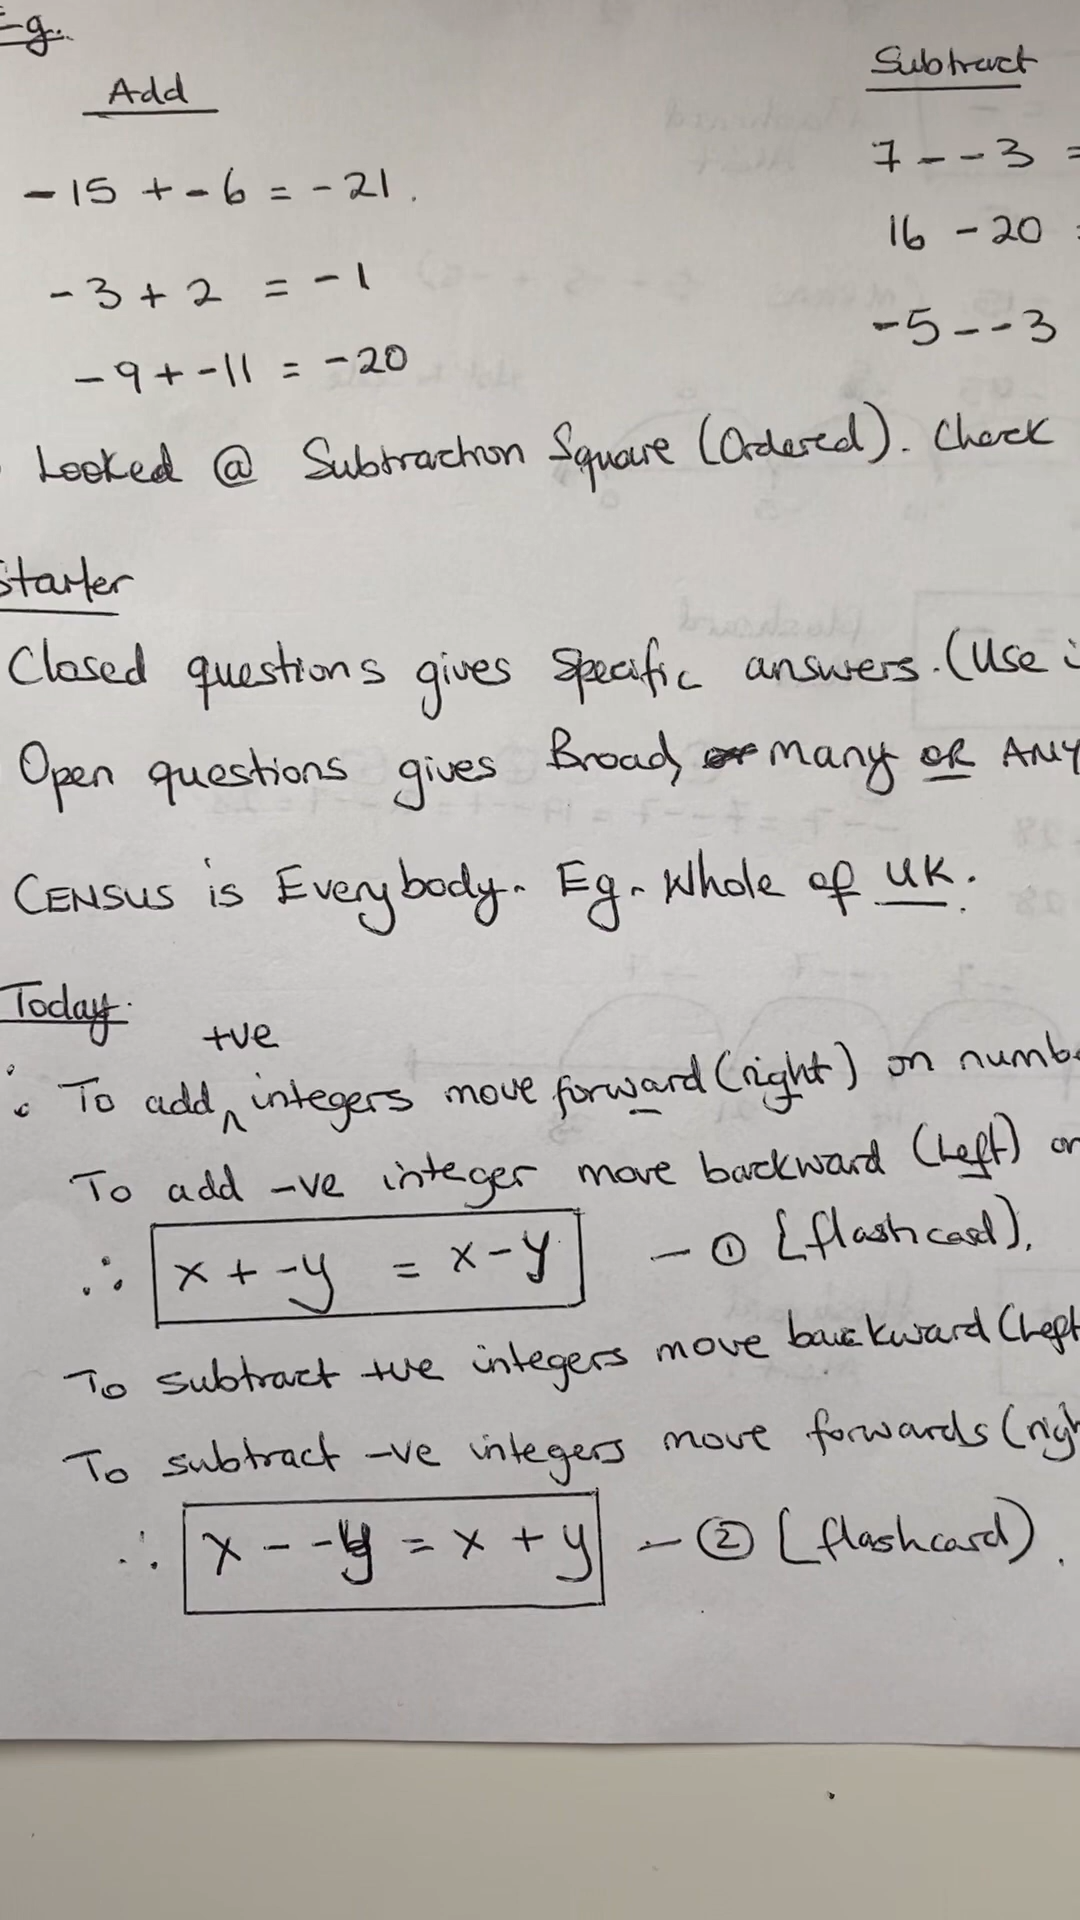 Eg.
Add
Subtract
-15 + -6 = -21.
7 - -3 =
-3 + 2 = -1
16 - 20 =
-9 + -11 = -20
-5 - -3
Looked @ Subtraction Square (Ordered). Check
Starter
Closed questions gives Specific answers. (Use
Open questions gives Broad, many OR ANY
CENSUS is Everybody. Eg. Whole of UK.
Today.
+ve
∴ To add ^ integers move forward (right) on numbe
To add -ve integer move backward (Left) on
∴ x + -y = x - y - ① [flashcard).
To subtract +ve integers move backward (Left
To subtract -ve integers move forwards (righ
∴ x - -y = x + y - ② [flashcard).